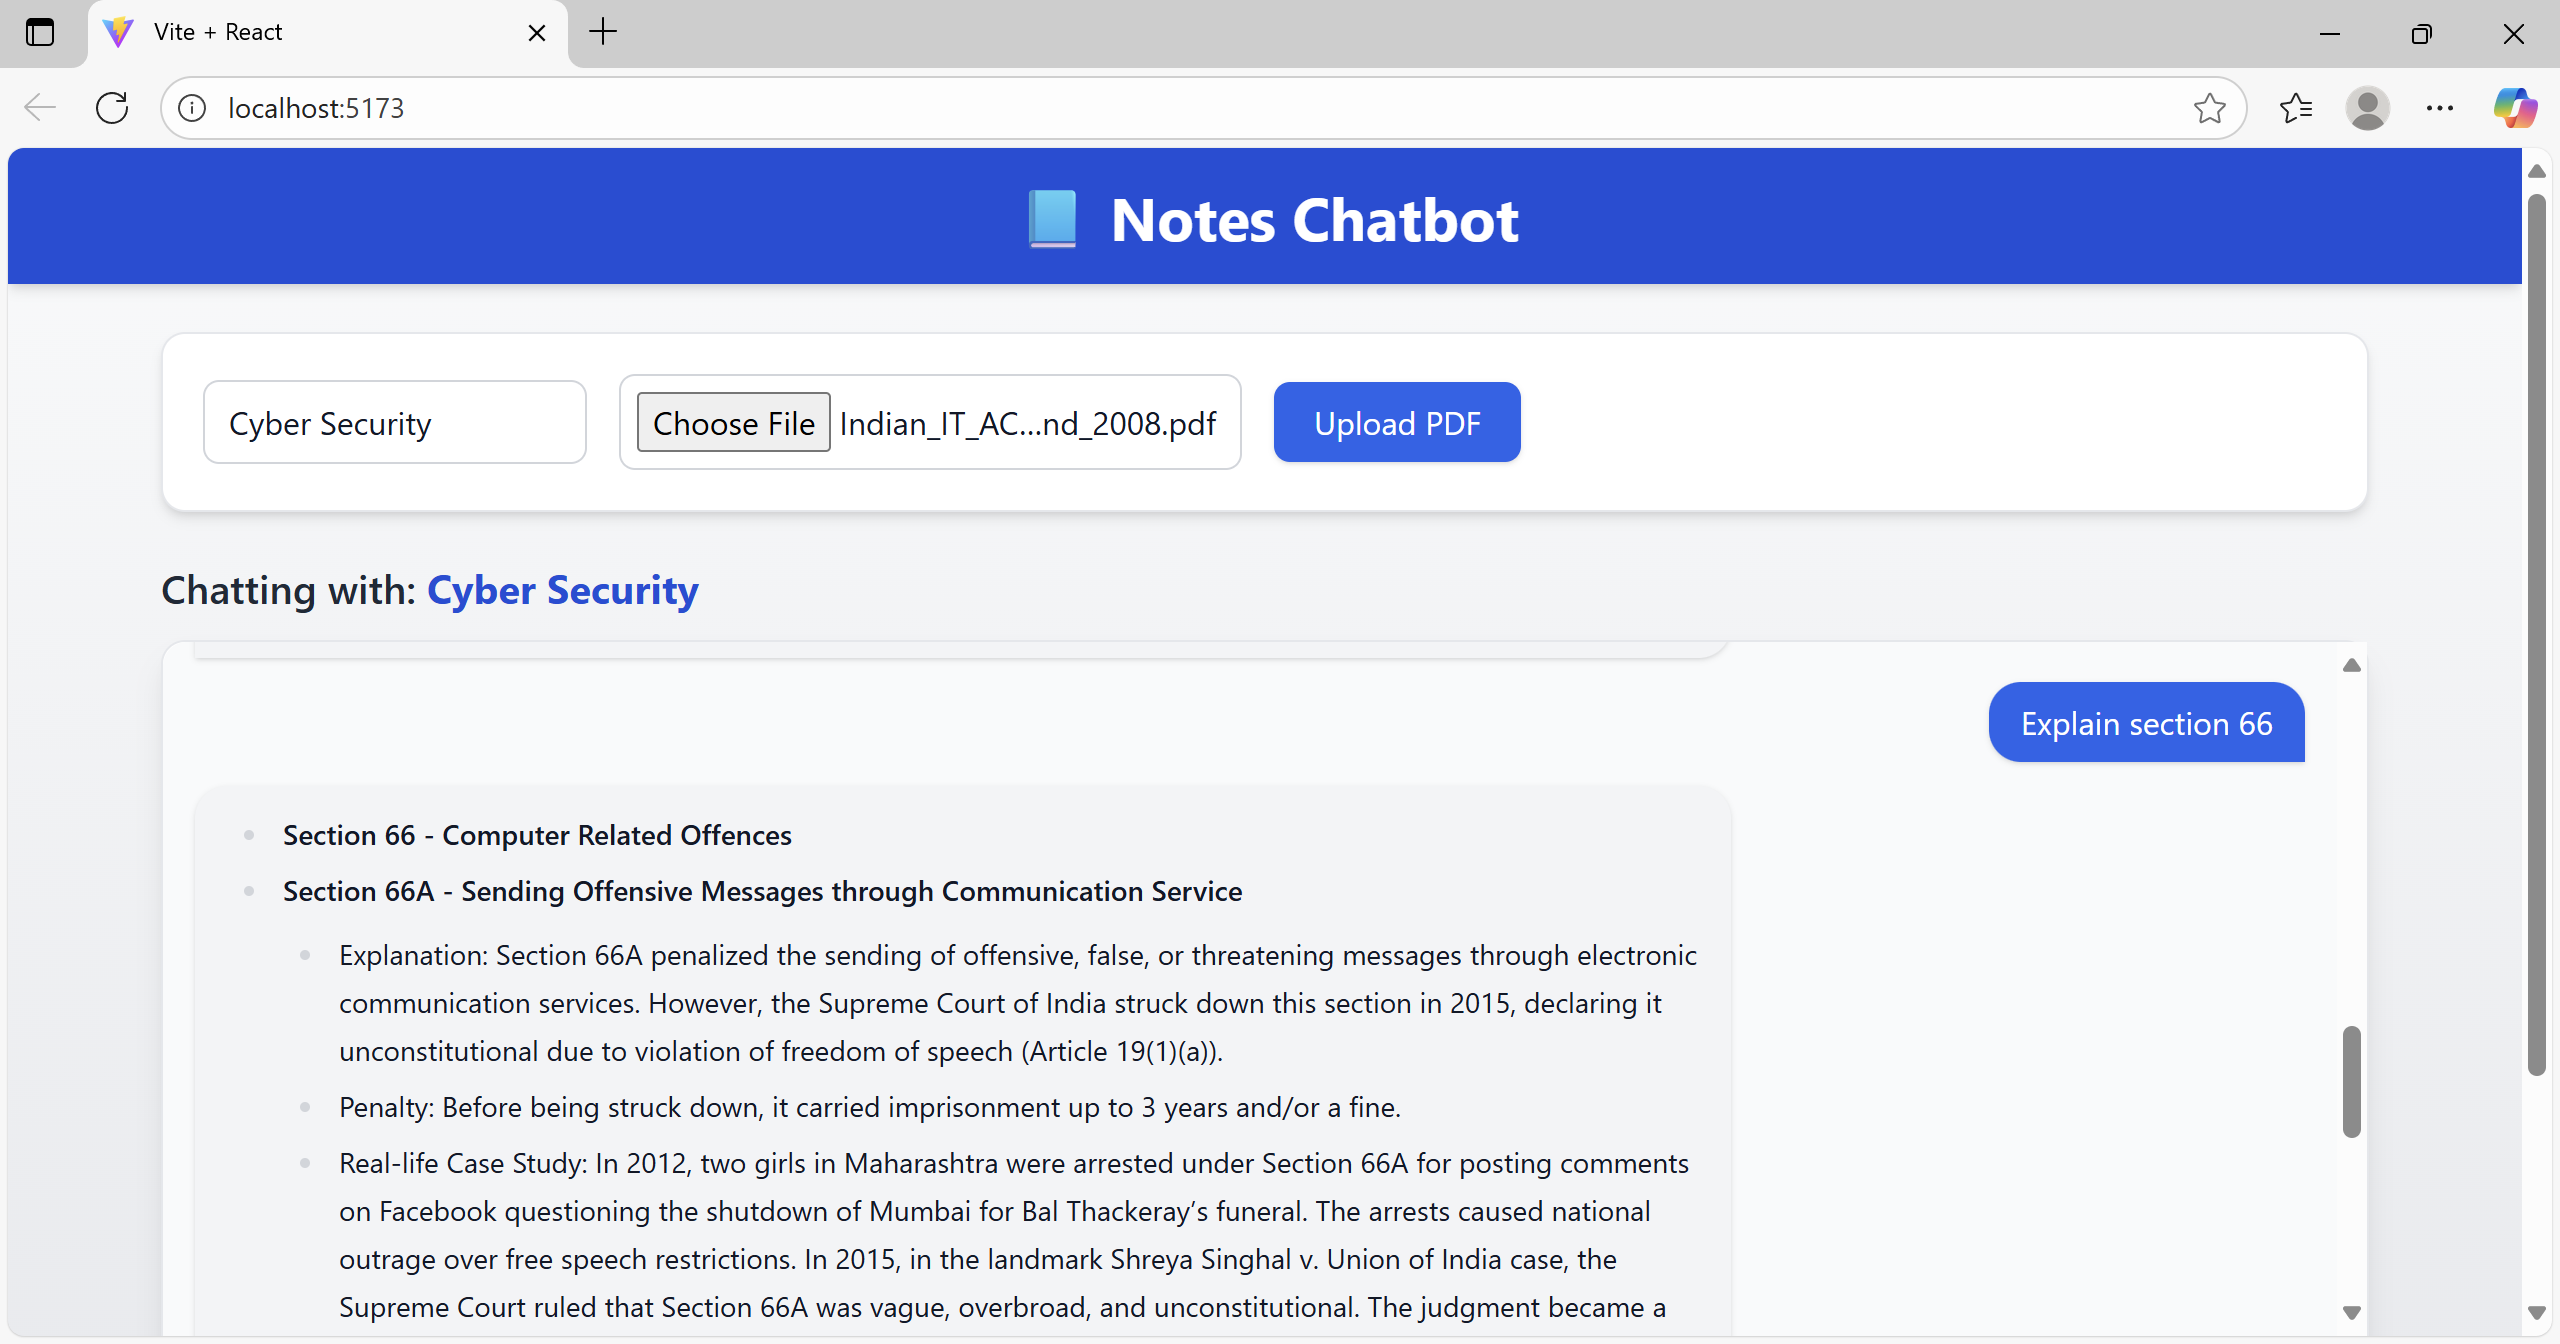 Vite + React
localhost:5173
Notes Chatbot
Cyber Security
Choose File Indian_IT_AC...nd_2008.pdf
Upload PDF
Chatting with: Cyber Security
Explain section 66
Section 66 - Computer Related Offences
Section 66A - Sending Offensive Messages through Communication Service
Explanation: Section 66A penalized the sending of offensive, false, or threatening messages through electronic
communication services. However, the Supreme Court of India struck down this section in 2015, declaring it
unconstitutional due to violation of freedom of speech (Article 19(1)(a)).
Penalty: Before being struck down, it carried imprisonment up to 3 years and/or a fine.
Real-life Case Study: In 2012, two girls in Maharashtra were arrested under Section 66A for posting comments
on Facebook questioning the shutdown of Mumbai for Bal Thackeray’s funeral. The arrests caused national
outrage over free speech restrictions. In 2015, in the landmark Shreya Singhal v. Union of India case, the
Supreme Court ruled that Section 66A was vague, overbroad, and unconstitutional. The judgment became a